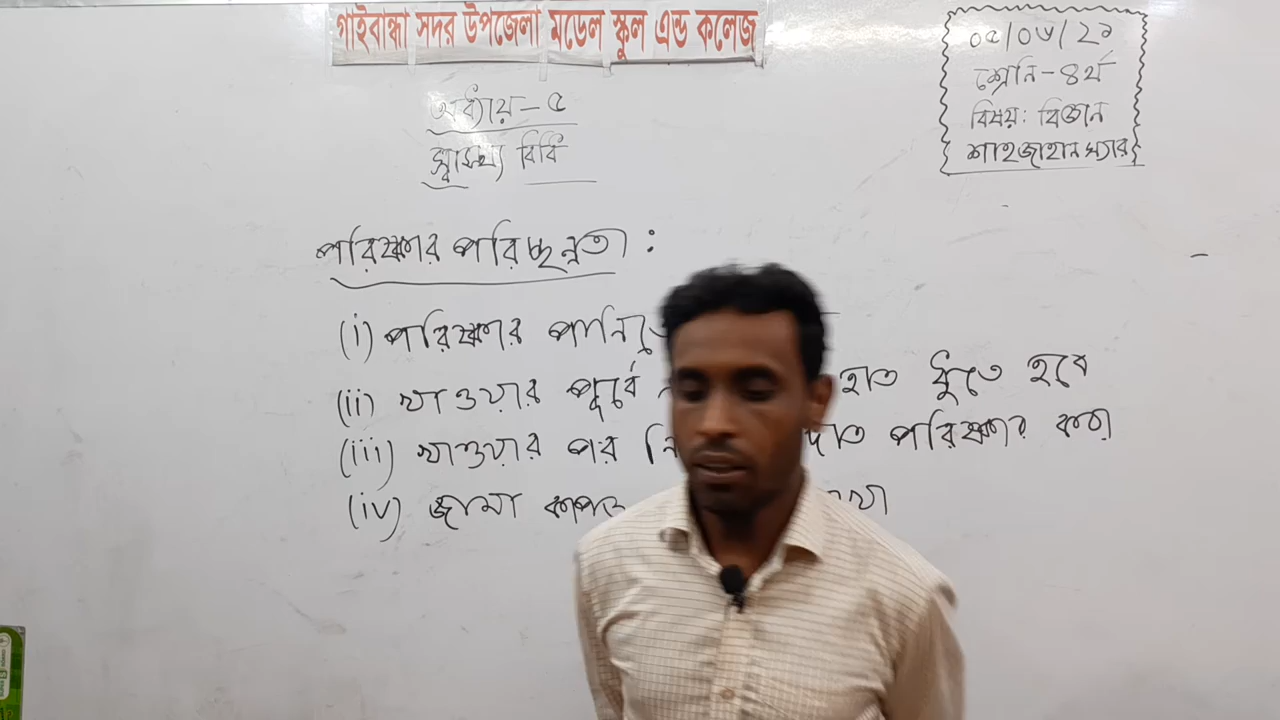 গাইবান্ধা সদর উপজেলা মডেল স্কুল এন্ড কলেজ
০৫/০৬/২১
শ্রেনি-৪র্থ
বিষয়: বিজ্ঞান
শাহজাহান স্যার
অধ্যায়-৫
স্বাস্থ্য বিধি
পরিষ্কার পরিচ্ছন্নতা :
(i) পরিষ্কার পানিতে
(ii) খাওয়ার পূর্বে হাত ধুতে হবে
(iii) খাওয়ার পর দাঁত পরিষ্কার করা
(iv) জামা কাপড়